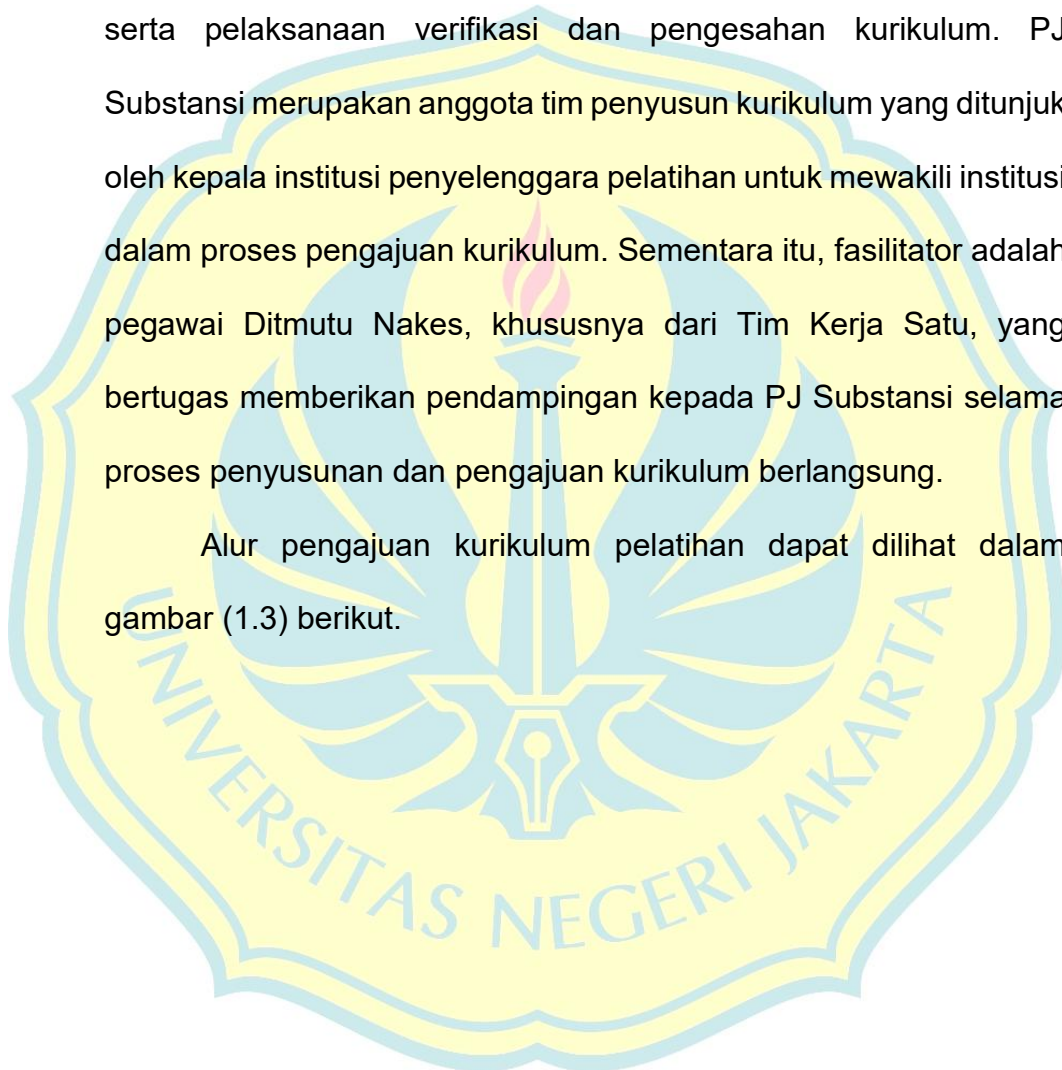 serta pelaksanaan verifikasi dan pengesahan kurikulum. PJ
Substansi merupakan anggota tim penyusun kurikulum yang ditunjuk
oleh kepala institusi penyelenggara pelatihan untuk mewakili institusi
dalam proses pengajuan kurikulum. Sementara itu, fasilitator adalah
pegawai Ditmutu Nakes, khususnya dari Tim Kerja Satu, yang
bertugas memberikan pendampingan kepada PJ Substansi selama
proses penyusunan dan pengajuan kurikulum berlangsung.
Alur pengajuan kurikulum pelatihan dapat dilihat dalam
gambar (1.3) berikut.
UNIVERSITAS NEGERI JAKARTA